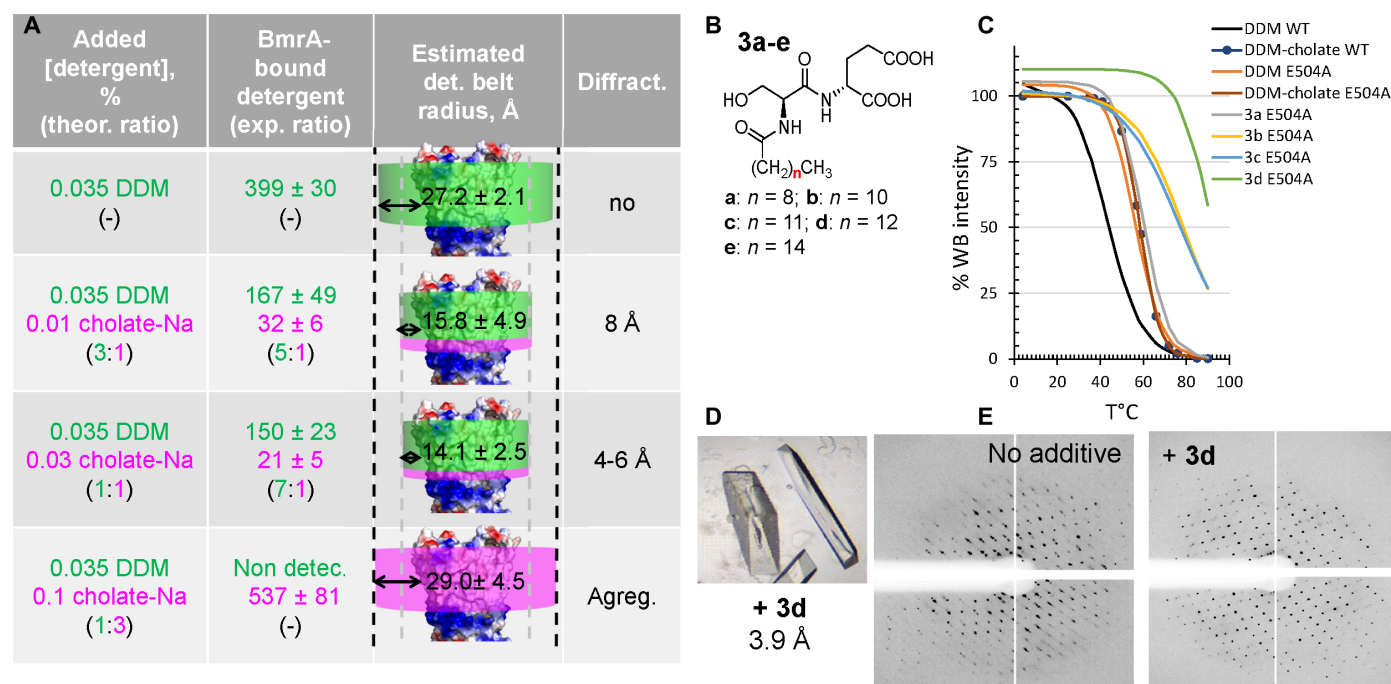 A
Added
[detergent],
%
(theor. ratio)
BmrA-
bound
detergent
(exp. ratio)
Estimated
det. belt
radius, Å
Diffract.
0.035 DDM
(-)
399 ± 30
(-)
27.2 ± 2.1
no
0.035 DDM
0.01 cholate-Na
(3:1)
167 ± 49
32 ± 6
(5:1)
15.8 ± 4.9
8 Å
0.035 DDM
0.03 cholate-Na
(1:1)
150 ± 23
21 ± 5
(7:1)
14.1 ± 2.5
4-6 Å
0.035 DDM
0.1 cholate-Na
(1:3)
Non detec.
537 ± 81
(-)
29.0± 4.5
Agreg.
B
3a-e
COOH
O
HO
N
H
COOH
O
NH
(CH2)nCH3
a: n = 8; b: n = 10
c: n = 11; d: n = 12
e: n = 14
C
DDM WT
DDM-cholate WT
DDM E504A
DDM-cholate E504A
3a E504A
3b E504A
3c E504A
3d E504A
% WB intensity
100
75
50
25
0
0 20 40 60 80 100
T°C
D
+ 3d
3.9 Å
E
No additive
+ 3d